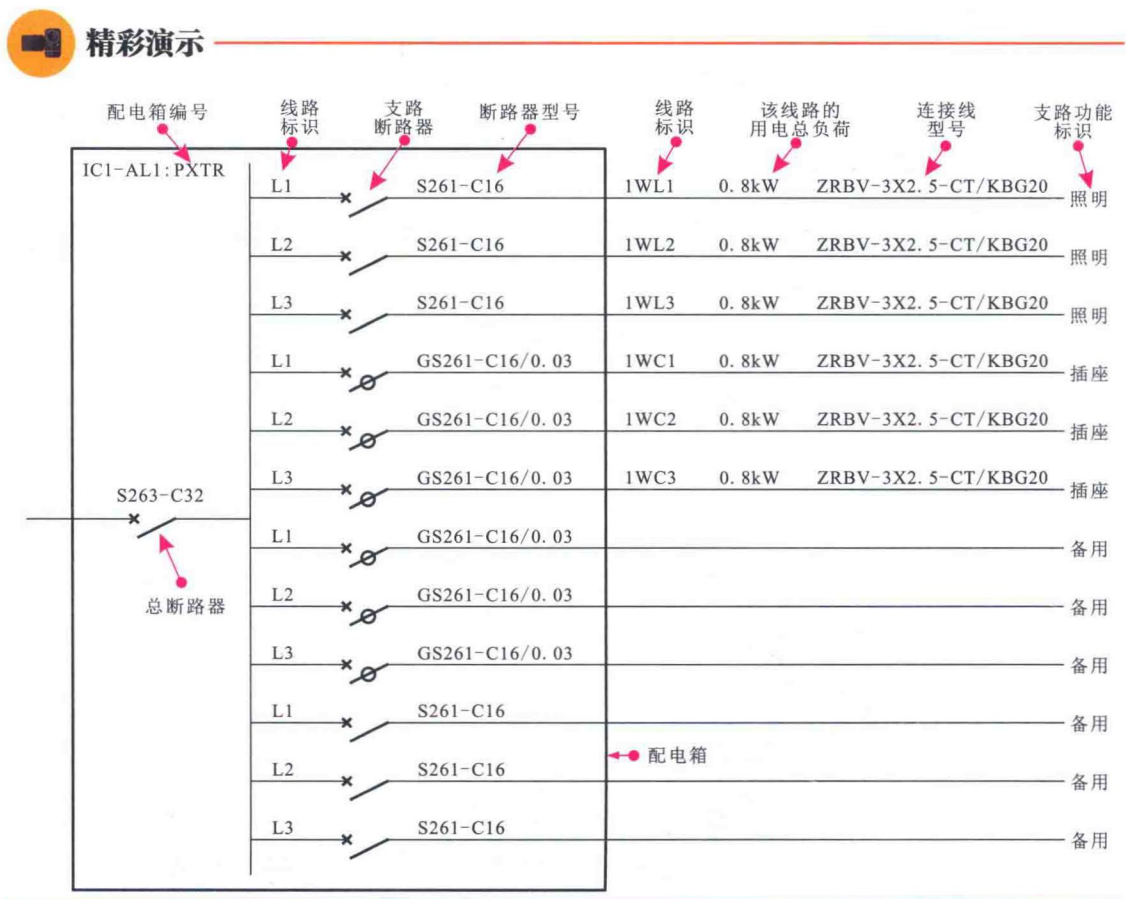 精彩演示
配电箱编号
线路
标识
支路
断路器
断路器型号
线路
标识
该线路的
用电总负荷
连接线
型号
支路功能
标识
IC1-AL1:PXTR
L1 S261-C16 1WL1 0.8kW ZRBV-3X2.5-CT/KBG20 照明
L2 S261-C16 1WL2 0.8kW ZRBV-3X2.5-CT/KBG20 照明
L3 S261-C16 1WL3 0.8kW ZRBV-3X2.5-CT/KBG20 照明
L1 GS261-C16/0.03 1WC1 0.8kW ZRBV-3X2.5-CT/KBG20 插座
L2 GS261-C16/0.03 1WC2 0.8kW ZRBV-3X2.5-CT/KBG20 插座
L3 GS261-C16/0.03 1WC3 0.8kW ZRBV-3X2.5-CT/KBG20 插座
S263-C32
L1 GS261-C16/0.03 备用
总断路器
L2 GS261-C16/0.03 备用
L3 GS261-C16/0.03 备用
L1 S261-C16 备用
配电箱
L2 S261-C16 备用
L3 S261-C16 备用